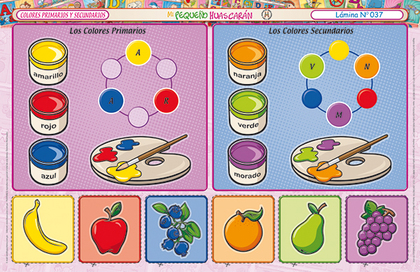 COLORES PRIMARIOS Y SECUNDARIOS
Mi PEQUEÑO HUASCARÁN
Lámina N°037
Los Colores Primarios
amarillo
rojo
azul
A
A
R
Los Colores Secundarios
naranja
verde
morado
V
N
M